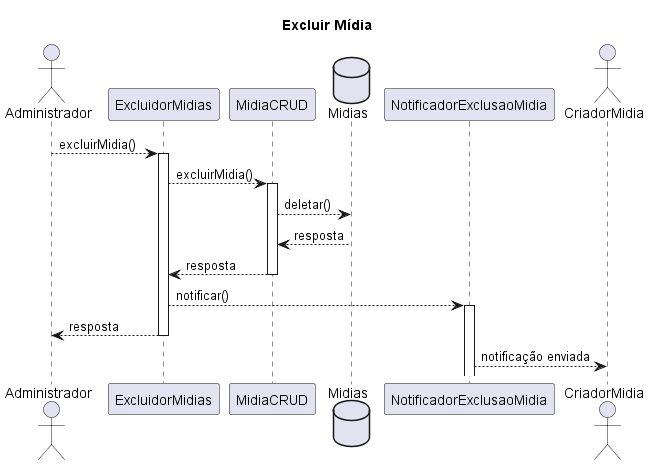 Excluir Mídia
Administrador
ExcluidorMidias
MidiaCRUD
Midias
NotificadorExclusaoMidia
CriadorMidia
excluirMidia()
excluirMidia()
deletar()
resposta
resposta
notificar()
resposta
notificação enviada
Administrador
ExcluidorMidias
MidiaCRUD
Midias
NotificadorExclusaoMidia
CriadorMidia